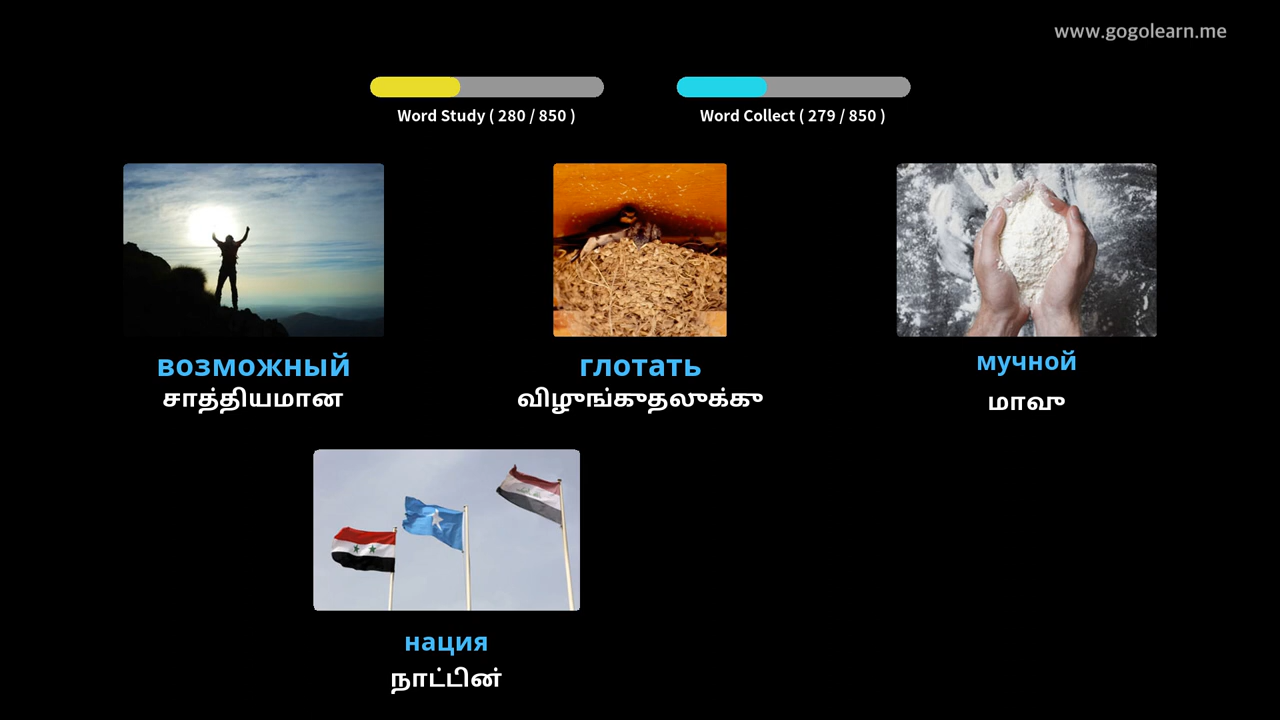 www.gogolearn.me
Word Study ( 280 / 850 )
Word Collect ( 279 / 850 )
возможный
சாத்தியமான
глотать
விழுங்குதலுக்கு
мучной
மாவு
нация
நாட்டின்